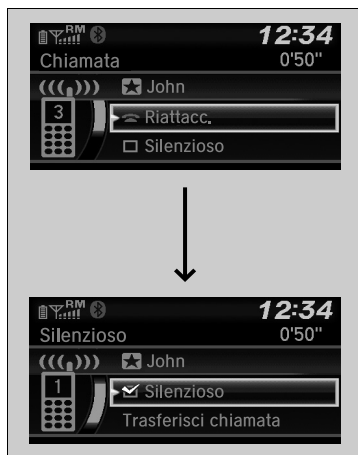 RM 12:34
Chiamata 0'50"
John
3
Riattacc.
Silenzioso
RM 12:34
Silenzioso 0'50"
John
1
Silenzioso
Trasferisci chiamata